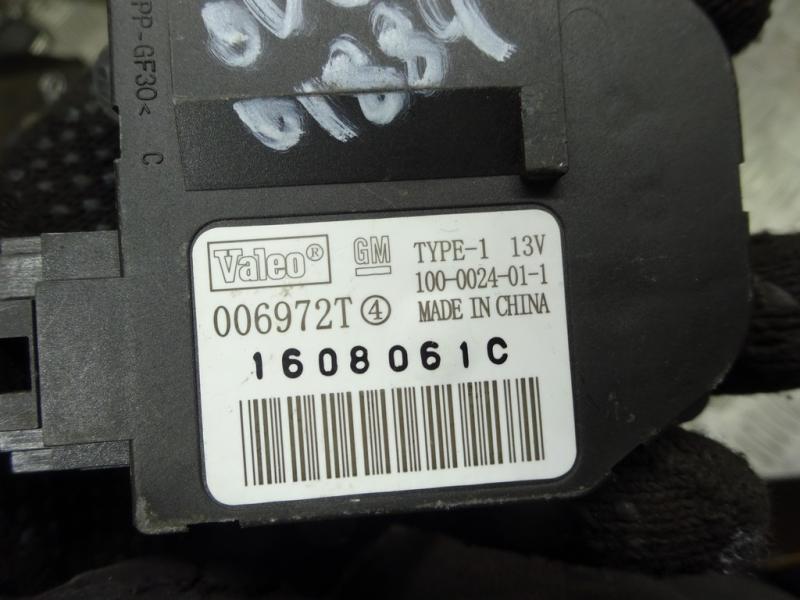 PP-GF30< C
Valeo® GM TYPE-1 13V
100-0024-01-1
006972T ④ MADE IN CHINA
1608061C